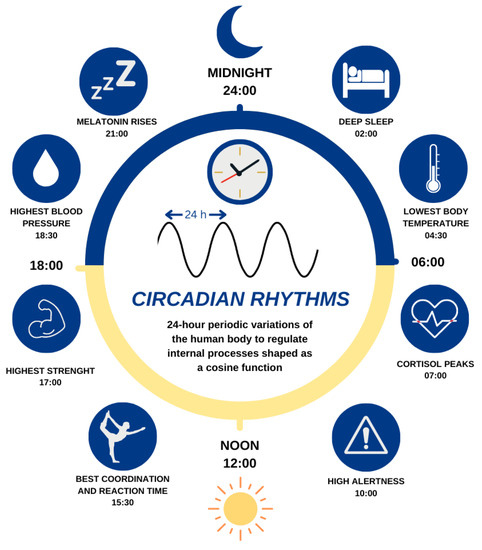 MIDNIGHT
24:00
DEEP SLEEP
02:00
LOWEST BODY
TEMPERATURE
04:30
06:00
CORTISOL PEAKS
07:00
HIGH ALERTNESS
10:00
NOON
12:00
BEST COORDINATION
AND REACTION TIME
15:30
HIGHEST STRENGHT
17:00
18:00
HIGHEST BLOOD
PRESSURE
18:30
MELATONIN RISES
21:00
zzZ
24 h
CIRCADIAN RHYTHMS
24-hour periodic variations of
the human body to regulate
internal processes shaped as
a cosine function